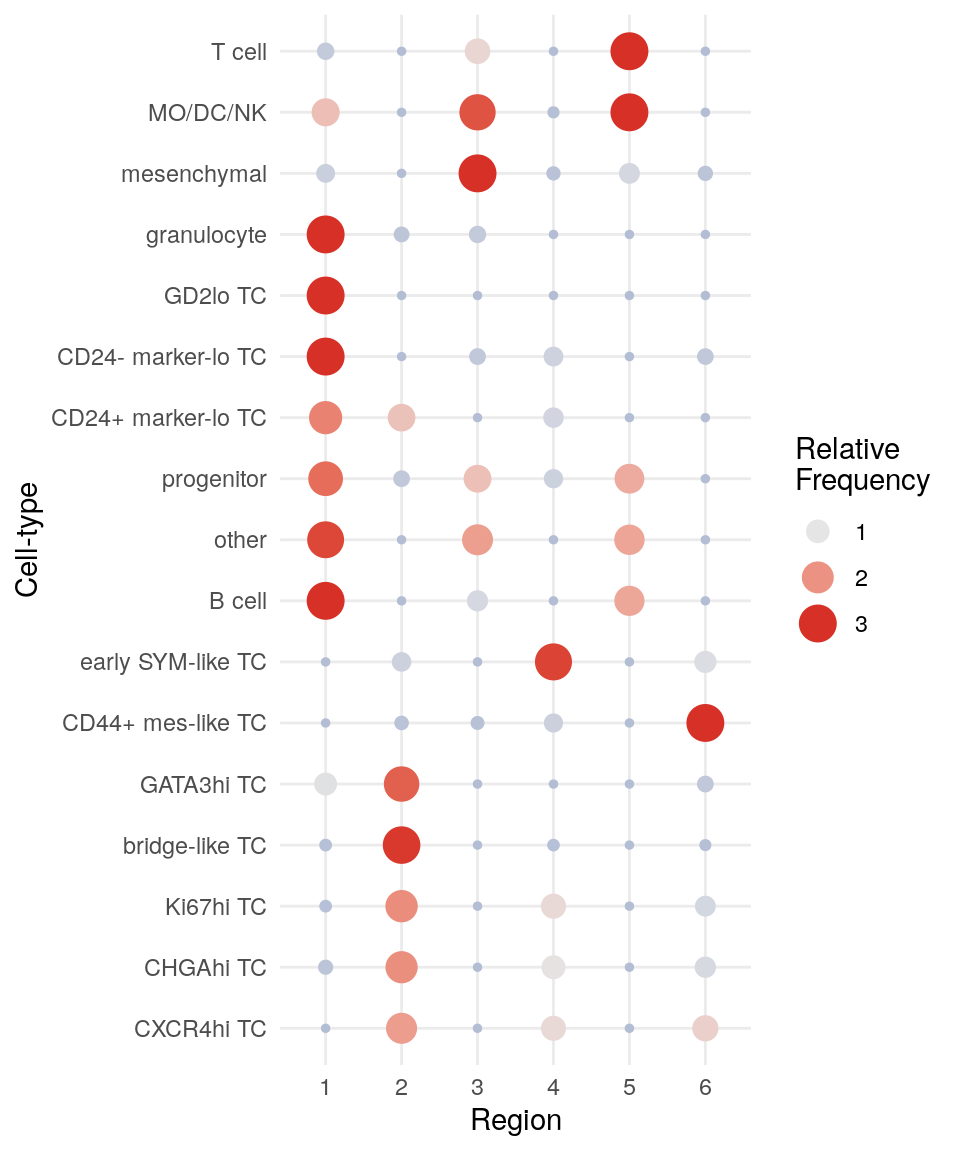 T cell
MO/DC/NK
mesenchymal
granulocyte
GD2lo TC
CD24- marker-lo TC
CD24+ marker-lo TC
progenitor
other
B cell
early SYM-like TC
CD44+ mes-like TC
GATA3hi TC
bridge-like TC
Ki67hi TC
CHGAhi TC
CXCR4hi TC
Cell-type
1 2 3 4 5 6
Region
Relative
Frequency
1
2
3